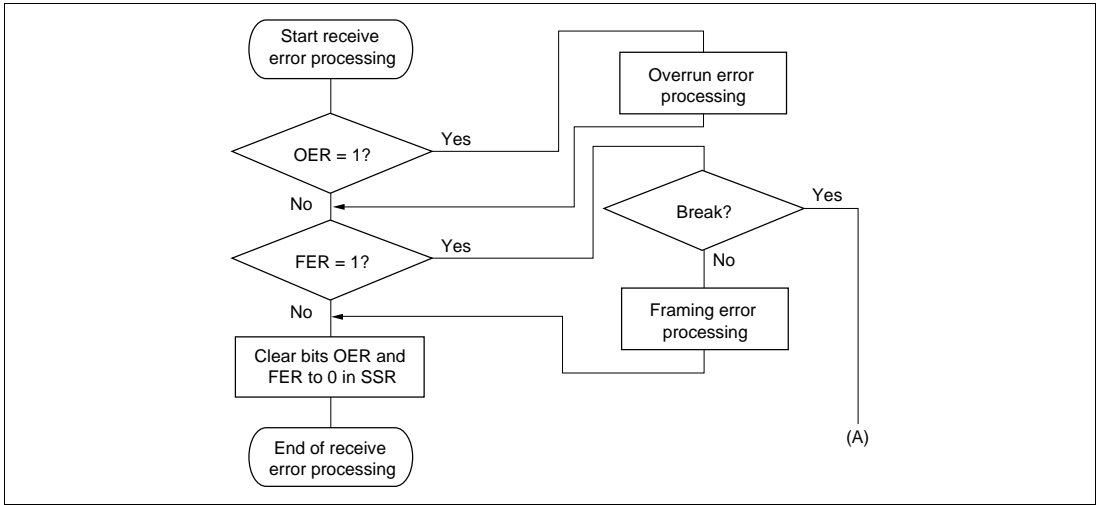 Start receive
error processing
Overrun error
processing
Yes
OER = 1?
No
Yes
Break?
Yes
FER = 1?
No
No
Framing error
processing
Clear bits OER and
FER to 0 in SSR
(A)
End of receive
error processing